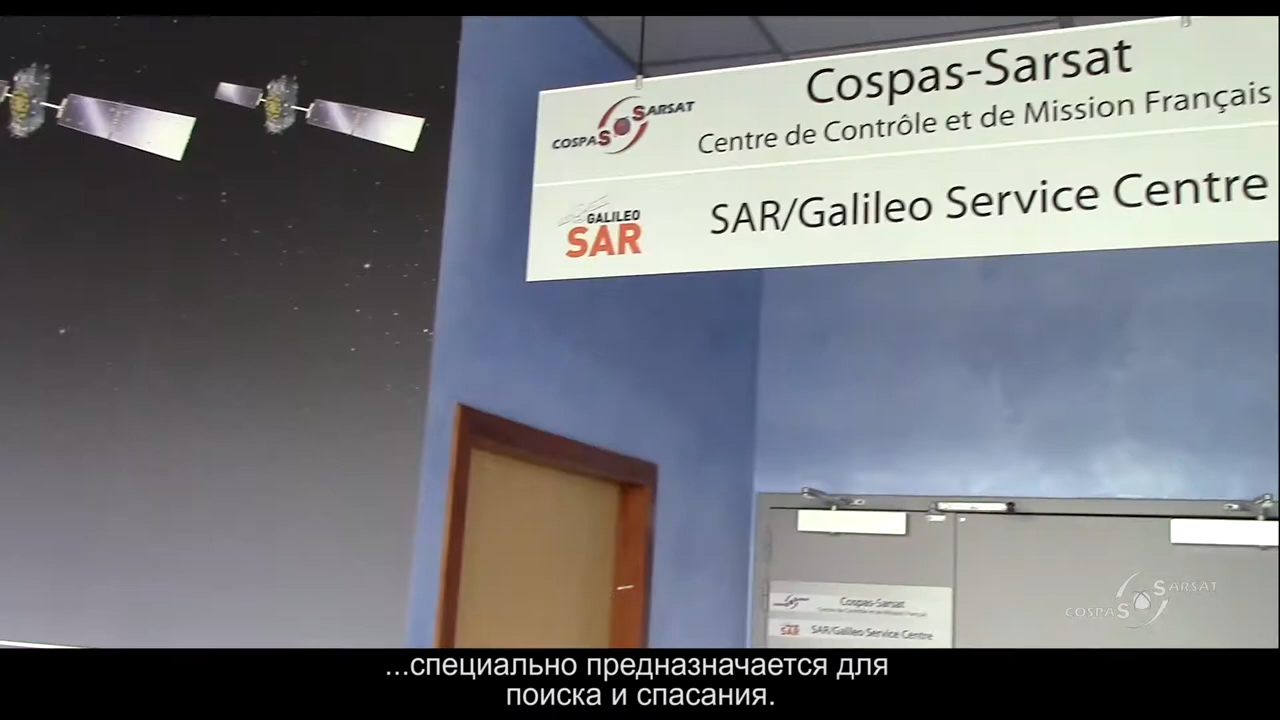 Cospas-Sarsat
COSPAS SARSAT
Centre de Contrôle et de Mission Français
GALILEO
SAR
SAR/Galileo Service Centre
Cospas-Sarsat
SAR
SAR/Galileo Service Centre
COSPAS SARSAT
...специально предназначается для
поиска и спасания.